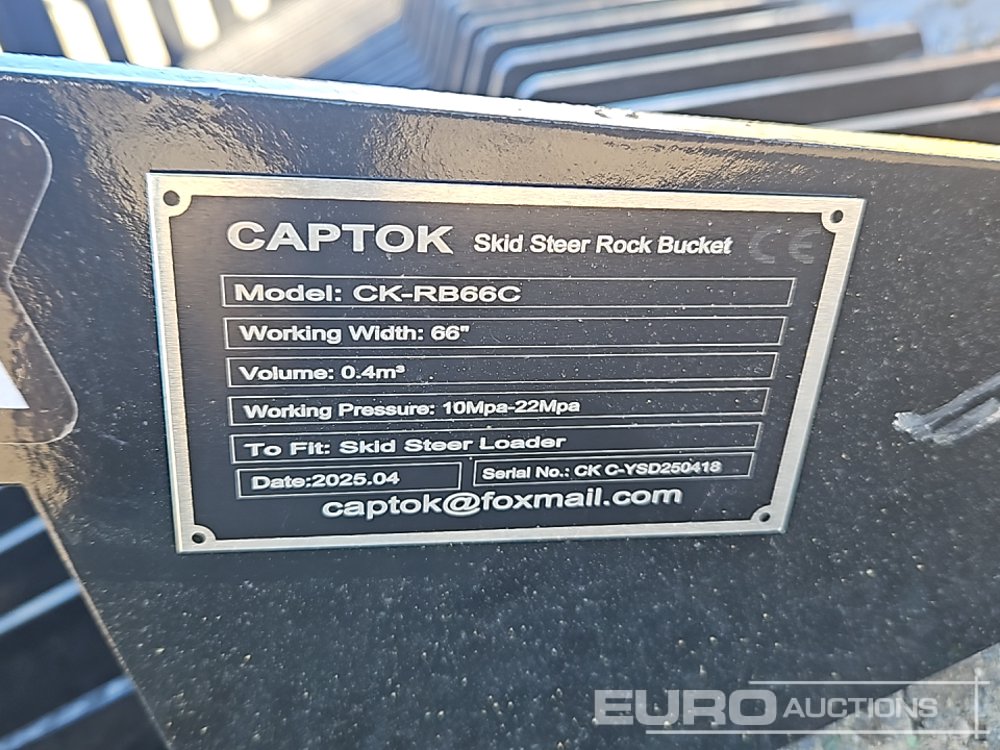 CAPTOK Skid Steer Rock Bucket CE
Model: CK-RB66C
Working Width: 66"
Volume: 0.4m³
Working Pressure: 10Mpa-22Mpa
To Fit: Skid Steer Loader
Date:2025.04 Serial No.: CK C-YSD250418
captok@foxmail.com
EURO AUCTIONS